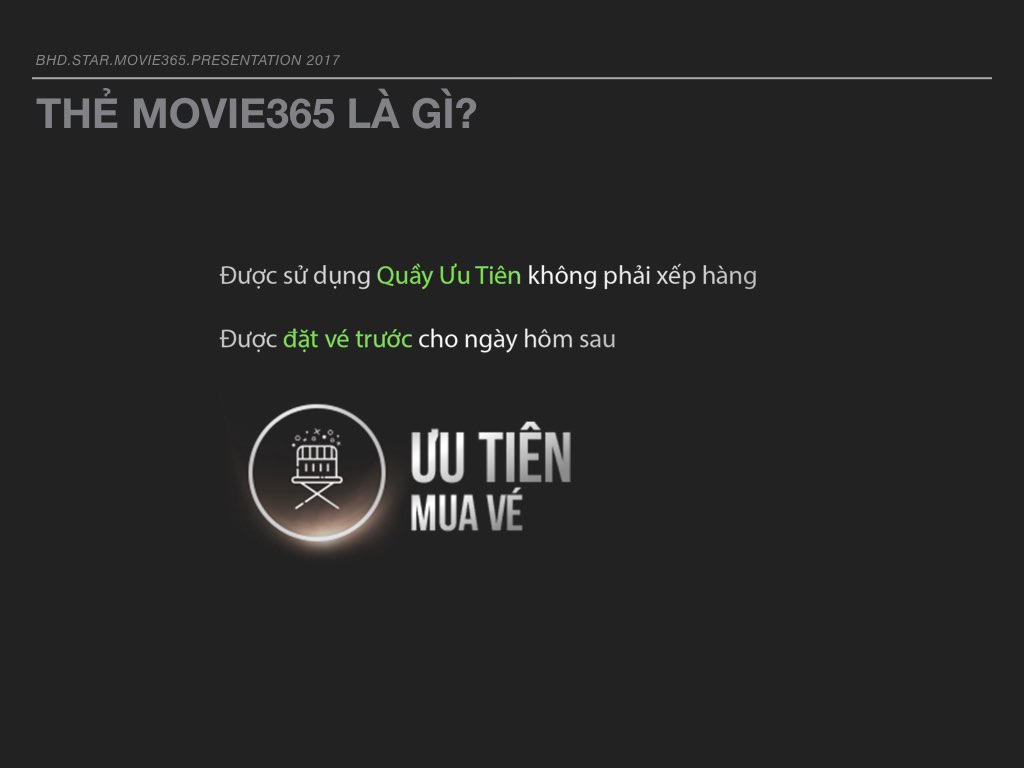 BHD.STAR.MOVIE365.PRESENTATION 2017
THẺ MOVIE365 LÀ GÌ?
Được sử dụng Quầy Ưu Tiên không phải xếp hàng
Được đặt vé trước cho ngày hôm sau
ƯU TIÊN
MUA VÉ